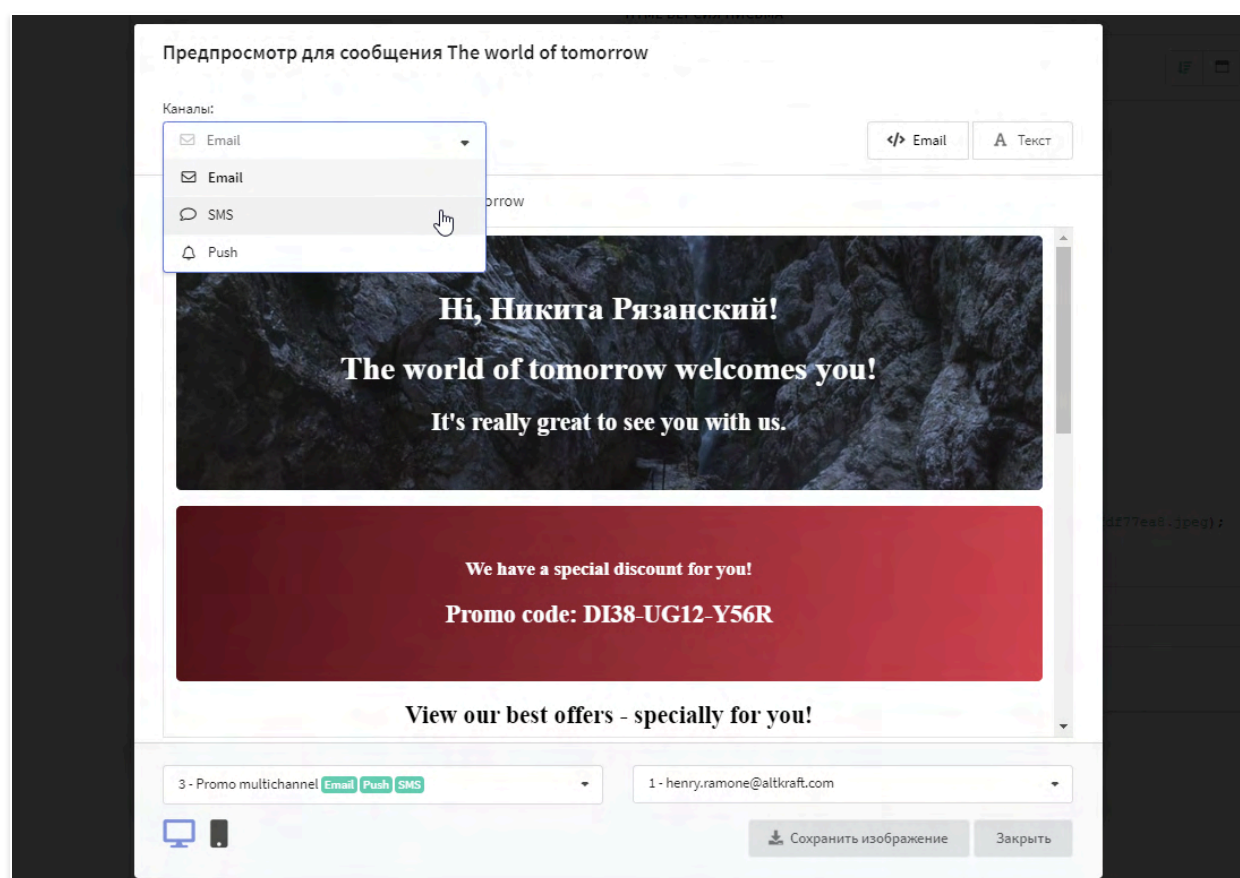 Предпросмотр для сообщения The world of tomorrow
Каналы:
Email
Email
SMS
Push
</> Email
A Текст
orrow
Hi, Никита Рязанский!
The world of tomorrow welcomes you!
It's really great to see you with us.
We have a special discount for you!
Promo code: DI38-UG12-Y56R
View our best offers - specially for you!
3 - Promo multichannel Email Push SMS
1 - henry.ramone@altkraft.com
Сохранить изображение
Закрыть
df77ea8.jpeg);